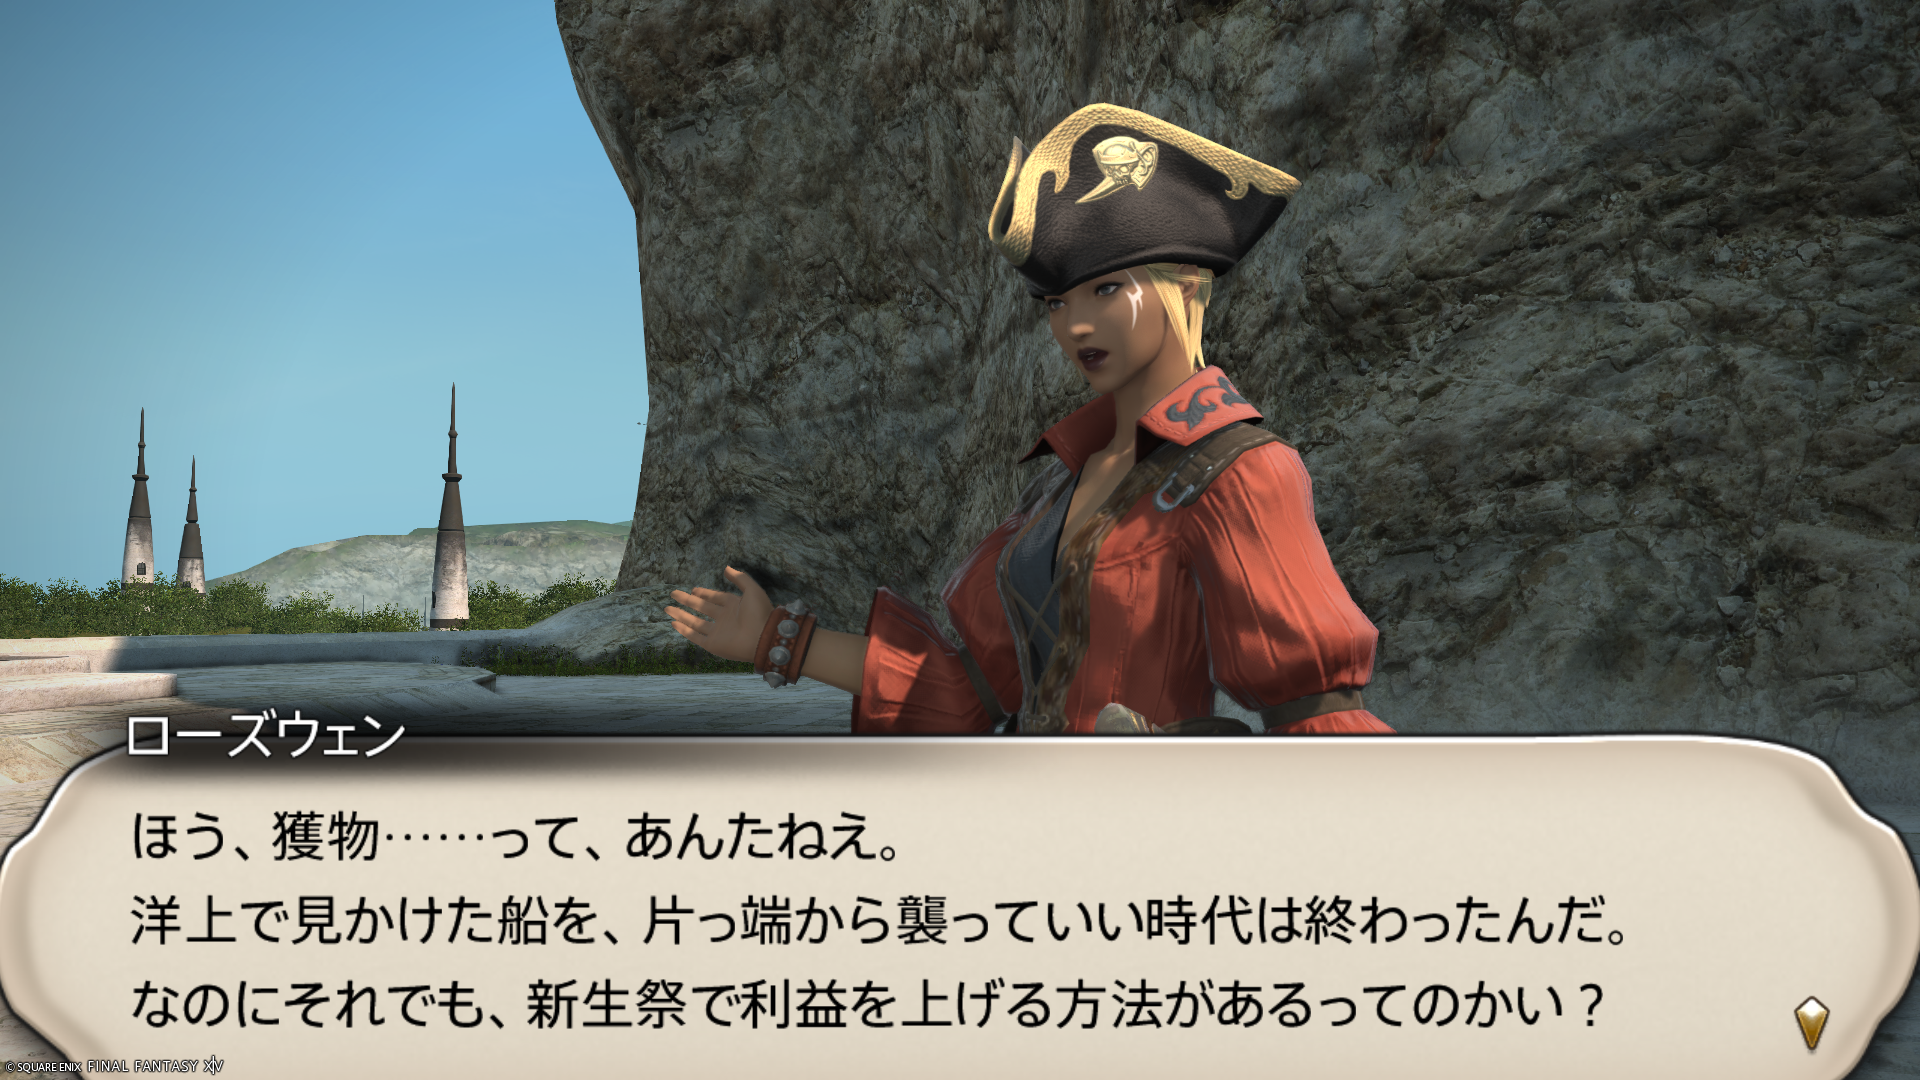 ローズウェン
ほう、獲物……って、あんたねえ。
洋上で見かけた船を、片っ端から襲っていい時代は終わったんだ。
なのにそれでも、新生祭で利益を上げる方法があるってのかい？
© SQUARE ENIX FINAL FANTASY XIV